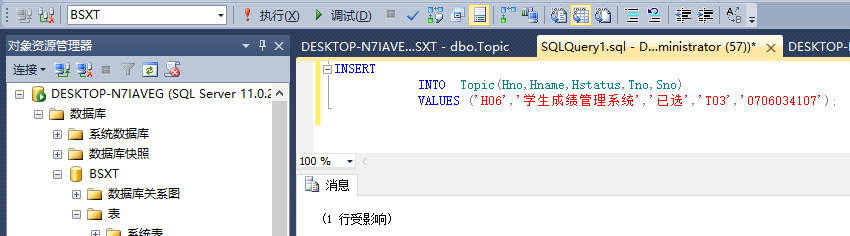 BSXT
执行(X)
调试(D)
对象资源管理器
连接
DESKTOP-N7IAVEG (SQL Server 11.0.2
数据库
系统数据库
数据库快照
BSXT
数据库关系图
表
系统表
DESKTOP-N7IAVE...SXT - dbo.Topic
SQLQuery1.sql - D...ministrator (57))*
DESKTOP-
INSERT
INTO Topic(Hno,Hname,Hstatus,Tno,Sno)
VALUES ('H06','学生成绩管理系统','已选','T03','0706034107');
100 %
消息
(1 行受影响)